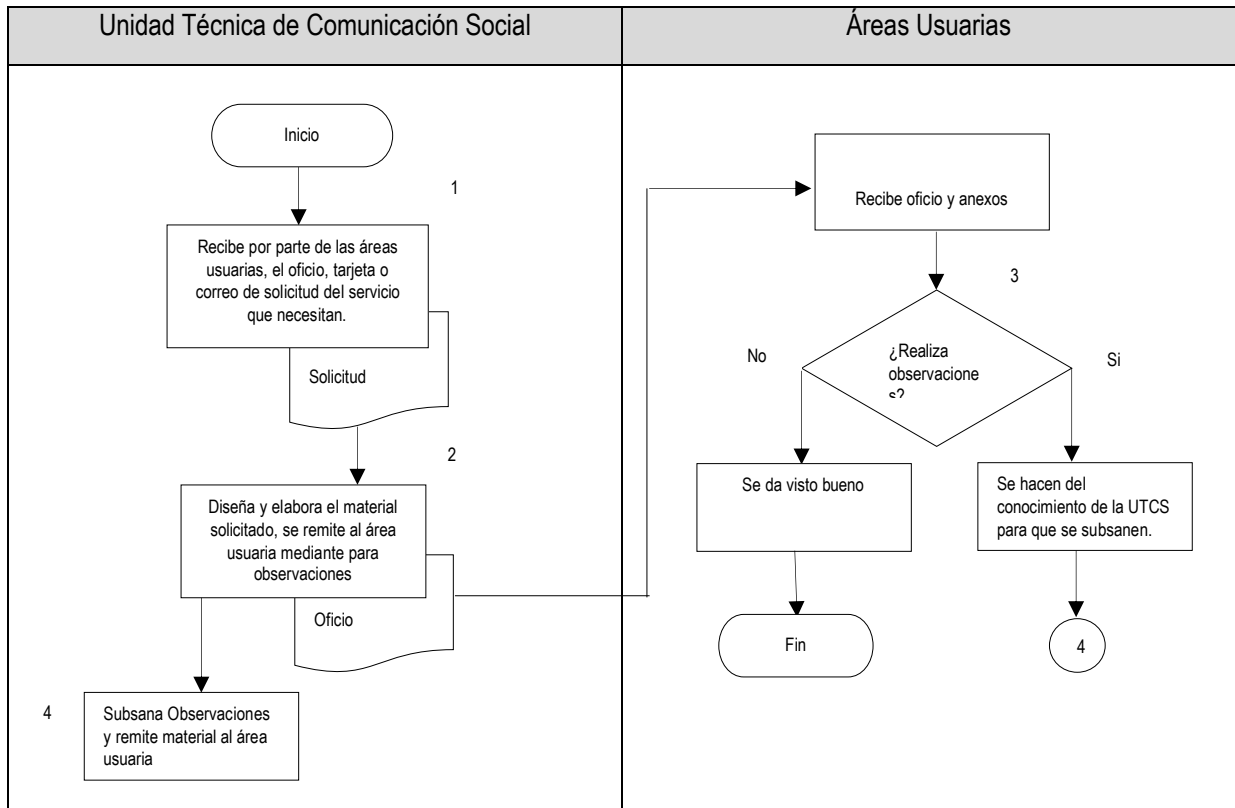 Unidad Técnica de Comunicación Social
Áreas Usuarias
Inicio
1
Recibe por parte de las áreas
usuarias, el oficio, tarjeta o
correo de solicitud del servicio
que necesitan.
Solicitud
2
Diseña y elabora el material
solicitado, se remite al área
usuaria mediante para
observaciones
Oficio
4
Subsana Observaciones
y remite material al área
usuaria
Recibe oficio y anexos
3
¿Realiza
observacione
s?
No
Si
Se da visto bueno
Se hacen del
conocimiento de la UTCS
para que se subsanen.
Fin
4